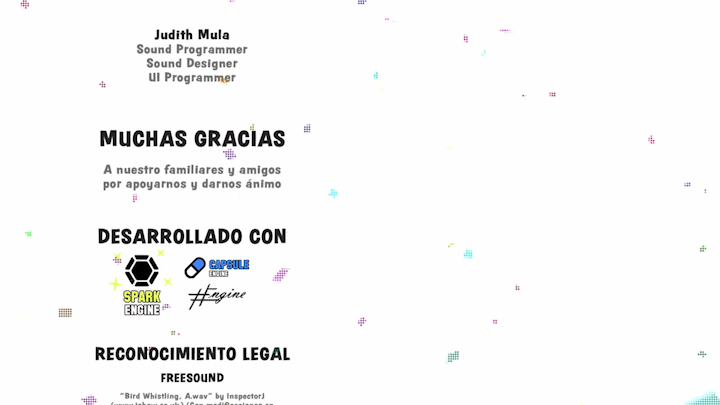 Judith Mula
Sound Programmer
Sound Designer
UI Programmer
MUCHAS GRACIAS
A nuestro familiares y amigos
por apoyarnos y darnos ánimo
DESARROLLADO CON
SPARK
ENGINE
CAPSULE
ENGINE
#Engine
RECONOCIMIENTO LEGAL
FREESOUND
"Bird Whistling, A.wav" by InspectorJ